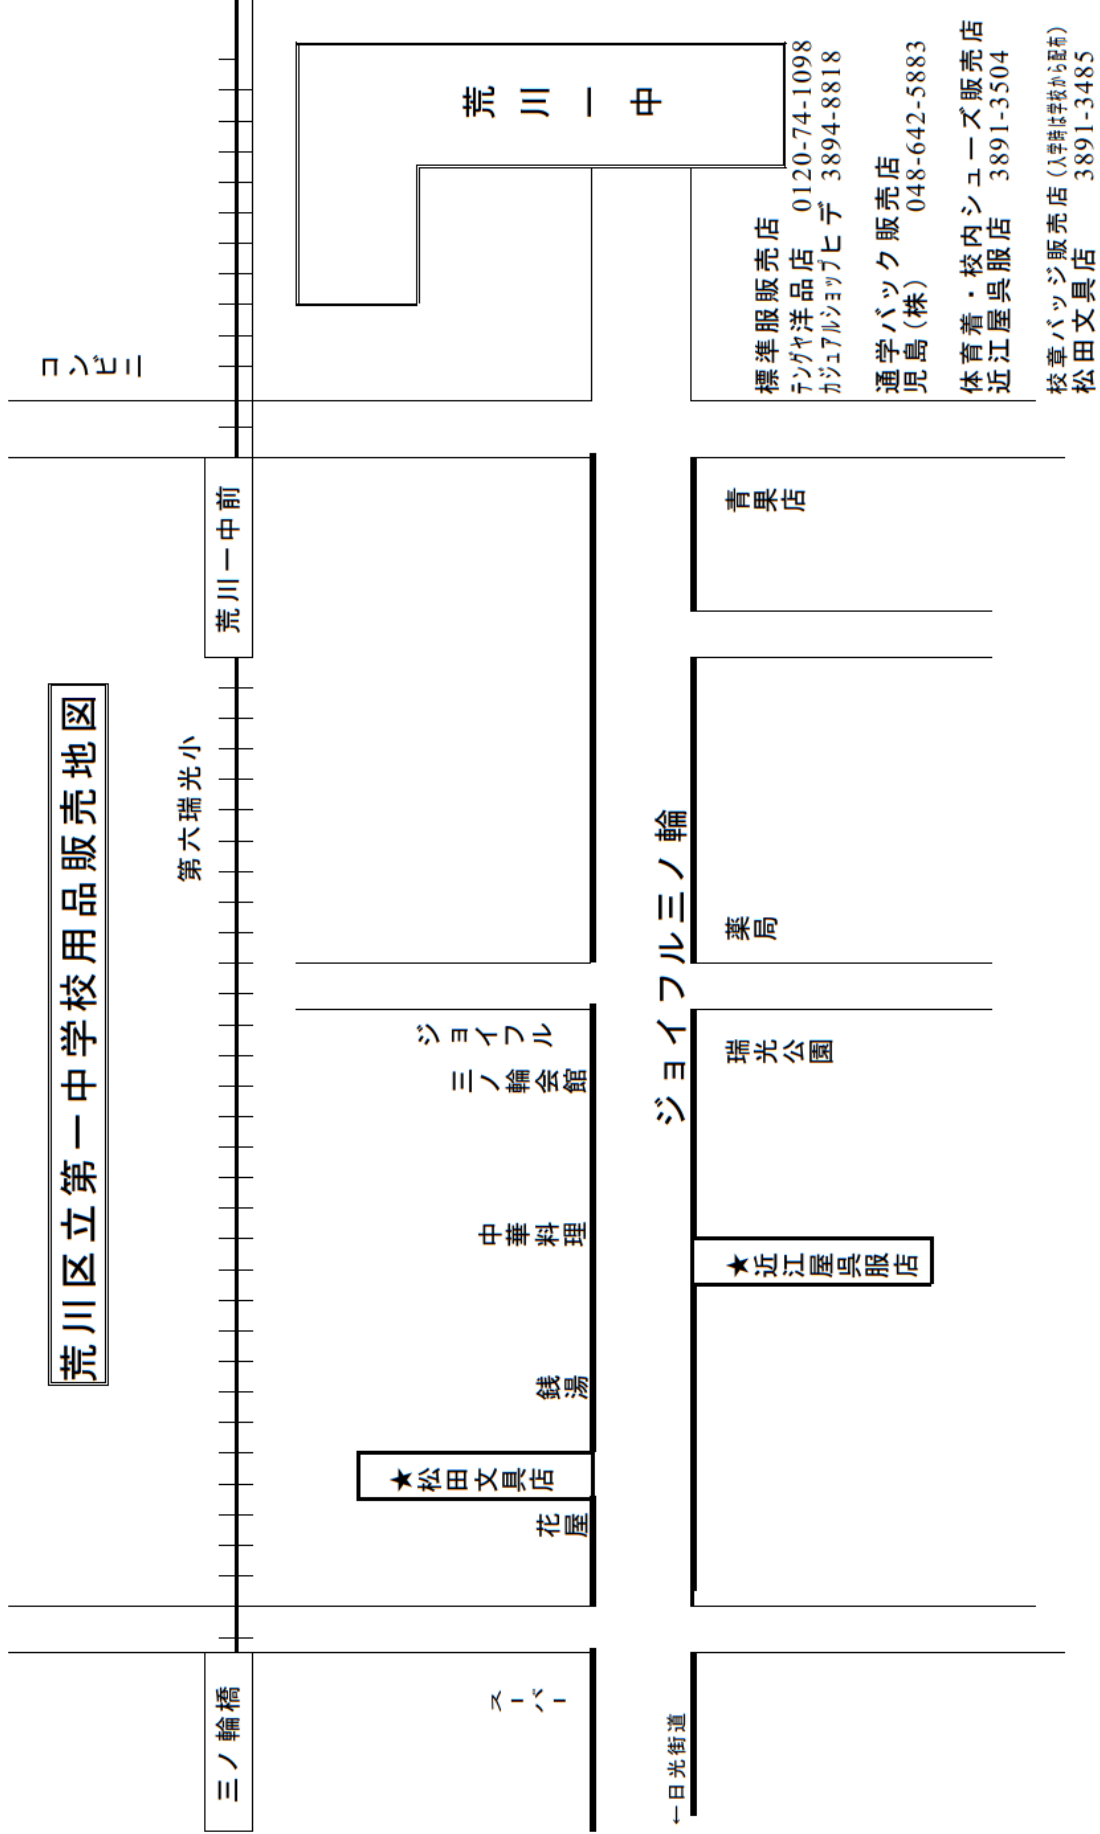 荒川区立第一中学校用品販売地図
コンビニ
三ノ輪橋
第六瑞光小
荒川一中前
荒川一中
スーパー
花屋
★松田文具店
銭湯
中華料理
ジョイフル
三ノ輪会館
←日光街道
ジョイフル三ノ輪
★近江屋呉服店
瑞光公園
薬局
青果店
標準服販売店
テングヤ洋品店 0120-74-1098
カジュアルショップヒデ 3894-8818
通学バック販売店
児島(株) 048-642-5883
体育着・校内シューズ販売店
近江屋呉服店 3891-3504
校章バッジ販売店(入学時は学校から配布)
松田文具店 3891-3485